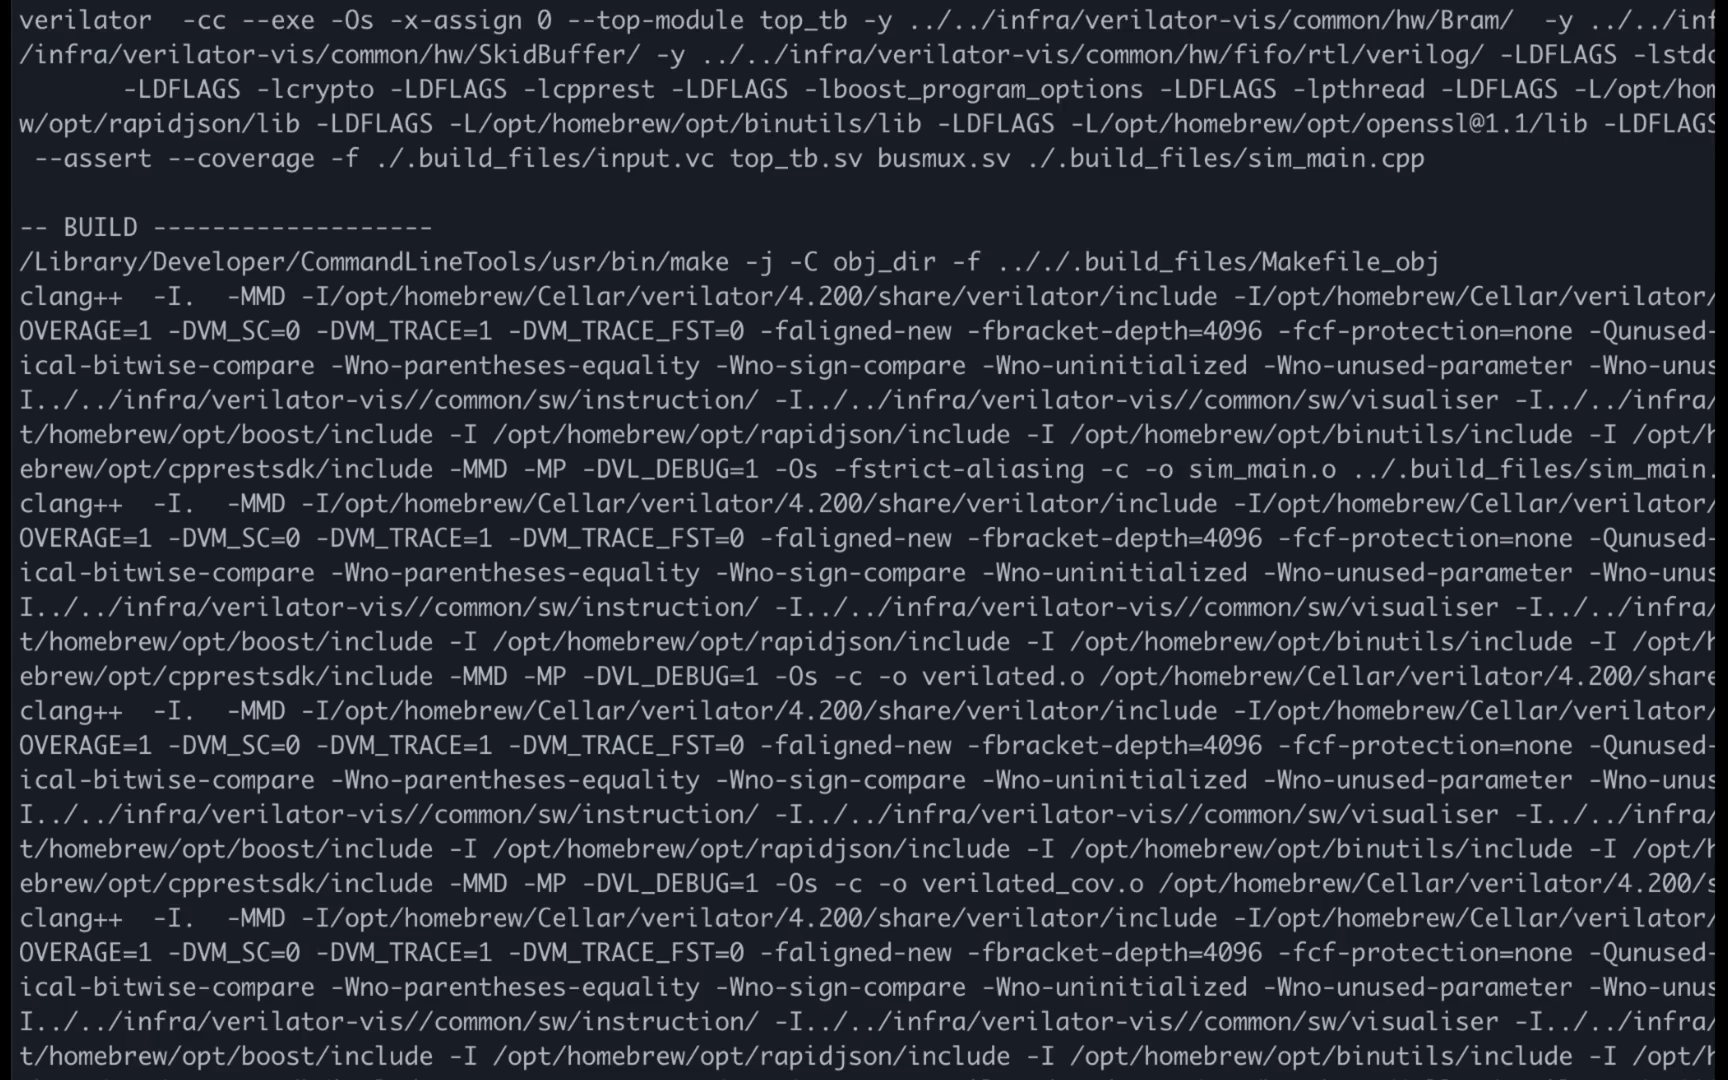 verilator  -cc --exe -Os -x-assign 0 --top-module top_tb -y ../../infra/verilator-vis/common/hw/Bram/  -y ../../inf
/infra/verilator-vis/common/hw/SkidBuffer/ -y ../../infra/verilator-vis/common/hw/fifo/rtl/verilog/ -LDFLAGS -lstdc
-LDFLAGS -lcrypto -LDFLAGS -lcpprest -LDFLAGS -lboost_program_options -LDFLAGS -lpthread -LDFLAGS -L/opt/hom
w/opt/rapidjson/lib -LDFLAGS -L/opt/homebrew/opt/binutils/lib -LDFLAGS -L/opt/homebrew/opt/openssl@1.1/lib -LDFLAGS
--assert --coverage -f ./.build_files/input.vc top_tb.sv busmux.sv ./.build_files/sim_main.cpp
-- BUILD -------------------
/Library/Developer/CommandLineTools/usr/bin/make -j -C obj_dir -f .././.build_files/Makefile_obj
clang++  -I.  -MMD -I/opt/homebrew/Cellar/verilator/4.200/share/verilator/include -I/opt/homebrew/Cellar/verilator/
OVERAGE=1 -DVM_SC=0 -DVM_TRACE=1 -DVM_TRACE_FST=0 -faligned-new -fbracket-depth=4096 -fcf-protection=none -Qunused-
ical-bitwise-compare -Wno-parentheses-equality -Wno-sign-compare -Wno-uninitialized -Wno-unused-parameter -Wno-unus
I../../infra/verilator-vis//common/sw/instruction/ -I../../infra/verilator-vis//common/sw/visualiser -I../../infra/
t/homebrew/opt/boost/include -I /opt/homebrew/opt/rapidjson/include -I /opt/homebrew/opt/binutils/include -I /opt/h
ebrew/opt/cpprestsdk/include -MMD -MP -DVL_DEBUG=1 -Os -fstrict-aliasing -c -o sim_main.o ../.build_files/sim_main.
clang++  -I.  -MMD -I/opt/homebrew/Cellar/verilator/4.200/share/verilator/include -I/opt/homebrew/Cellar/verilator/
OVERAGE=1 -DVM_SC=0 -DVM_TRACE=1 -DVM_TRACE_FST=0 -faligned-new -fbracket-depth=4096 -fcf-protection=none -Qunused-
ical-bitwise-compare -Wno-parentheses-equality -Wno-sign-compare -Wno-uninitialized -Wno-unused-parameter -Wno-unus
I../../infra/verilator-vis//common/sw/instruction/ -I../../infra/verilator-vis//common/sw/visualiser -I../../infra/
t/homebrew/opt/boost/include -I /opt/homebrew/opt/rapidjson/include -I /opt/homebrew/opt/binutils/include -I /opt/h
ebrew/opt/cpprestsdk/include -MMD -MP -DVL_DEBUG=1 -Os -c -o verilated.o /opt/homebrew/Cellar/verilator/4.200/share
clang++  -I.  -MMD -I/opt/homebrew/Cellar/verilator/4.200/share/verilator/include -I/opt/homebrew/Cellar/verilator/
OVERAGE=1 -DVM_SC=0 -DVM_TRACE=1 -DVM_TRACE_FST=0 -faligned-new -fbracket-depth=4096 -fcf-protection=none -Qunused-
ical-bitwise-compare -Wno-parentheses-equality -Wno-sign-compare -Wno-uninitialized -Wno-unused-parameter -Wno-unus
I../../infra/verilator-vis//common/sw/instruction/ -I../../infra/verilator-vis//common/sw/visualiser -I../../infra/
t/homebrew/opt/boost/include -I /opt/homebrew/opt/rapidjson/include -I /opt/homebrew/opt/binutils/include -I /opt/h
ebrew/opt/cpprestsdk/include -MMD -MP -DVL_DEBUG=1 -Os -c -o verilated_cov.o /opt/homebrew/Cellar/verilator/4.200/s
clang++  -I.  -MMD -I/opt/homebrew/Cellar/verilator/4.200/share/verilator/include -I/opt/homebrew/Cellar/verilator/
OVERAGE=1 -DVM_SC=0 -DVM_TRACE=1 -DVM_TRACE_FST=0 -faligned-new -fbracket-depth=4096 -fcf-protection=none -Qunused-
ical-bitwise-compare -Wno-parentheses-equality -Wno-sign-compare -Wno-uninitialized -Wno-unused-parameter -Wno-unus
I../../infra/verilator-vis//common/sw/instruction/ -I../../infra/verilator-vis//common/sw/visualiser -I../../infra/
t/homebrew/opt/boost/include -I /opt/homebrew/opt/rapidjson/include -I /opt/homebrew/opt/binutils/include -I /opt/h